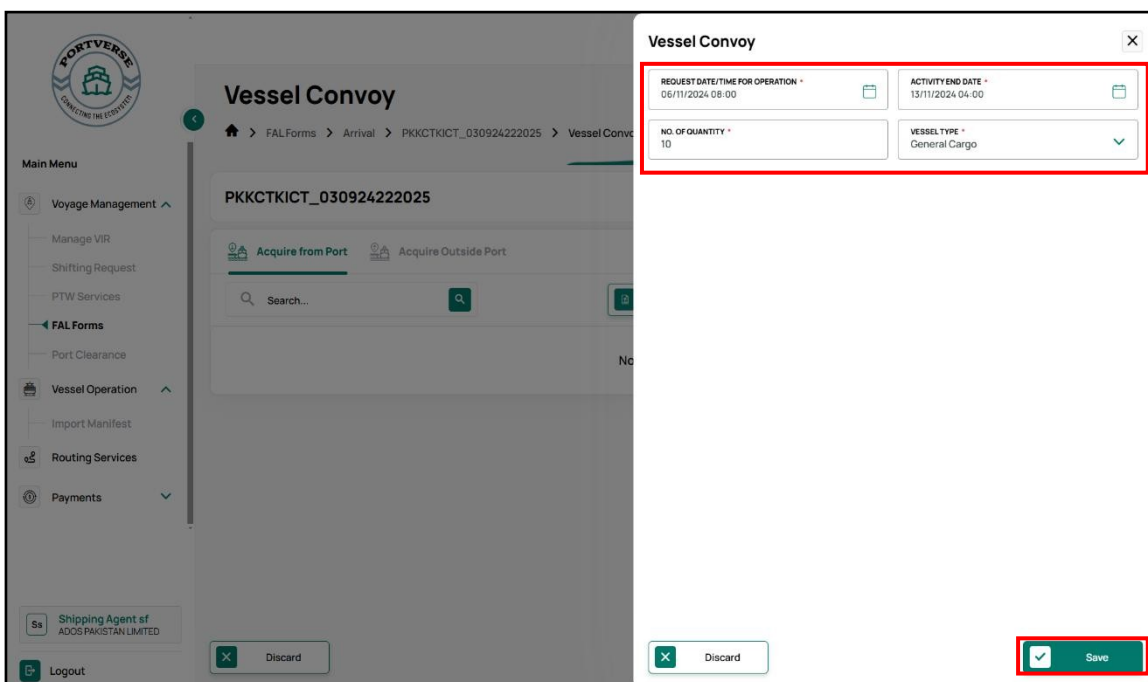 PORTVERSE
CONNECTING THE ECOSYSTEM
Main Menu
Voyage Management
Manage VIR
Shifting Request
PTW Services
FAL Forms
Port Clearance
Vessel Operation
Import Manifest
Routing Services
Payments
Ss
Shipping Agent sf
ADOS PAKISTAN LIMITED
Logout
Vessel Convoy
FAL Forms > Arrival > PKKCTKICT_030924222025 > Vessel Convo
PKKCTKICT_030924222025
Acquire from Port Acquire Outside Port
Search...
No
Discard
Vessel Convoy
REQUEST DATE/TIME FOR OPERATION *
06/11/2024 08:00
ACTIVITY END DATE *
13/11/2024 04:00
NO. OF QUANTITY *
10
VESSEL TYPE *
General Cargo
Discard
Save